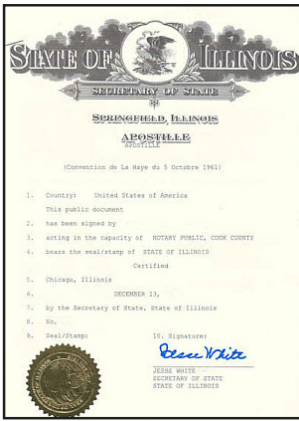 STATE OF ILLINOIS
SECRETARY OF STATE
SPRINGFIELD, ILLINOIS
APOSTILLE
APOSTILLE
(Convention de La Haye du 5 Octobre 1961)
1. Country: United States of America
This public document
2. has been signed by
3. acting in the capacity of NOTARY PUBLIC, COOK COUNTY
4. bears the seal/stamp of STATE OF ILLINOIS
Certified
5. Chicago, Illinois
6. DECEMBER 13,
7. by the Secretary of State, State of Illinois
8. No.
9. Seal/Stamp: 10. Signature:
Jesse White
JESSE WHITE
SECRETARY OF STATE
STATE OF ILLINOIS